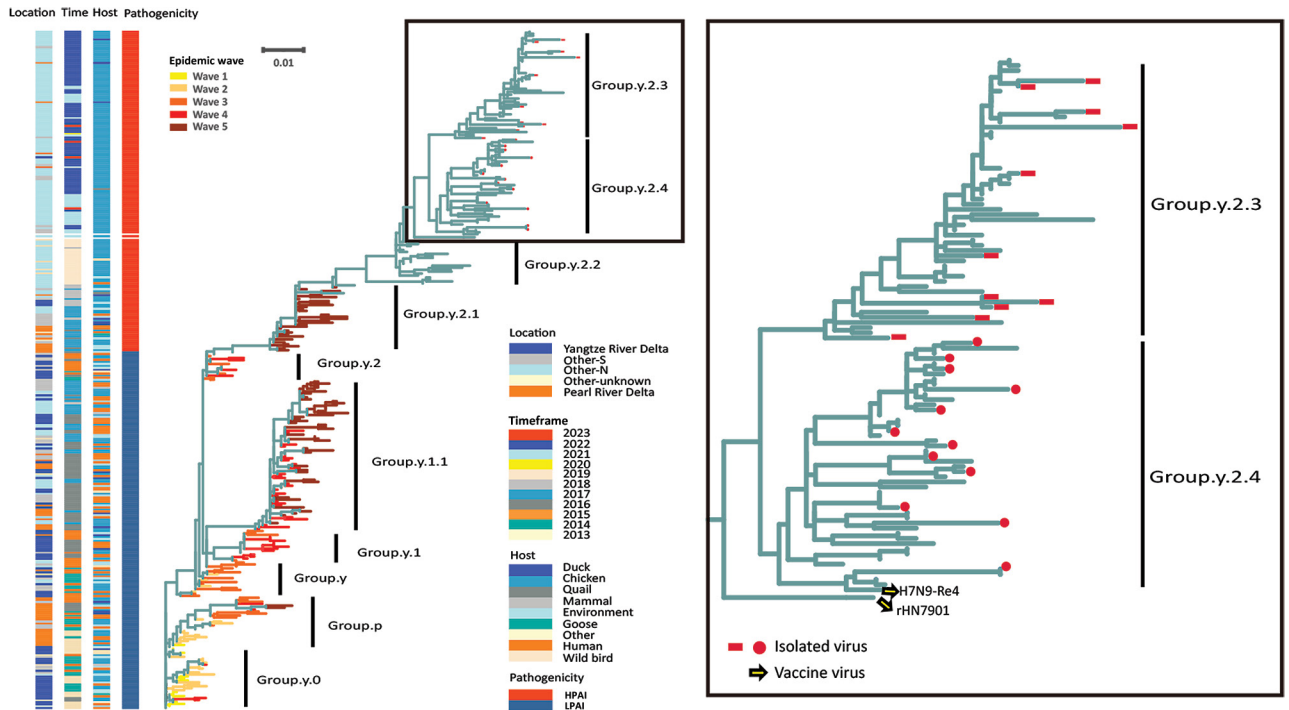 Location Time Host Pathogenicity
Epidemic wave
Wave 1
Wave 2
Wave 3
Wave 4
Wave 5
0.01
Group.y.2.3
Group.y.2.4
Group.y.2.2
Group.y.2.1
Group.y.2
Group.y.1.1
Group.y.1
Group.y
Group.p
Group.y.0
Location
Yangtze River Delta
Other-S
Other-N
Other-unknown
Pearl River Delta
Timeframe
2023
2022
2021
2020
2019
2018
2017
2016
2015
2014
2013
Host
Duck
Chicken
Quail
Mammal
Environment
Goose
Other
Human
Wild bird
Pathogenicity
HPAI
LPAI
Group.y.2.3
Group.y.2.4
H7N9-Re4
rHN7901
Isolated virus
Vaccine virus